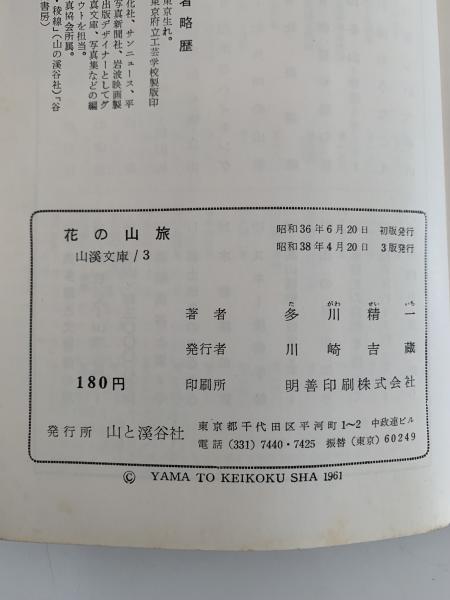 著略歴
東京生れ。
東京府立工芸学校製版印
化社、サンニュース、平
写真新聞社、岩波映画製
出版デザイナーとしてグ
真文庫、写真集などの編
ウトを担当。
真協会所属。
・稜線」(山と溪谷社)「谷
書房)
花の山旅
山溪文庫/3
昭和36年6月20日 初版発行
昭和38年4月20日 3版発行
著者 多川精一
た がわ せい いち
発行者 川崎吉蔵
180円 印刷所 明善印刷株式会社
発行所 山と溪谷社 東京都千代田区平河町1~2 中政連ビル
電話 (331) 7440・7425 振替 (東京) 60249
© YAMA TO KEIKOKU SHA 1961